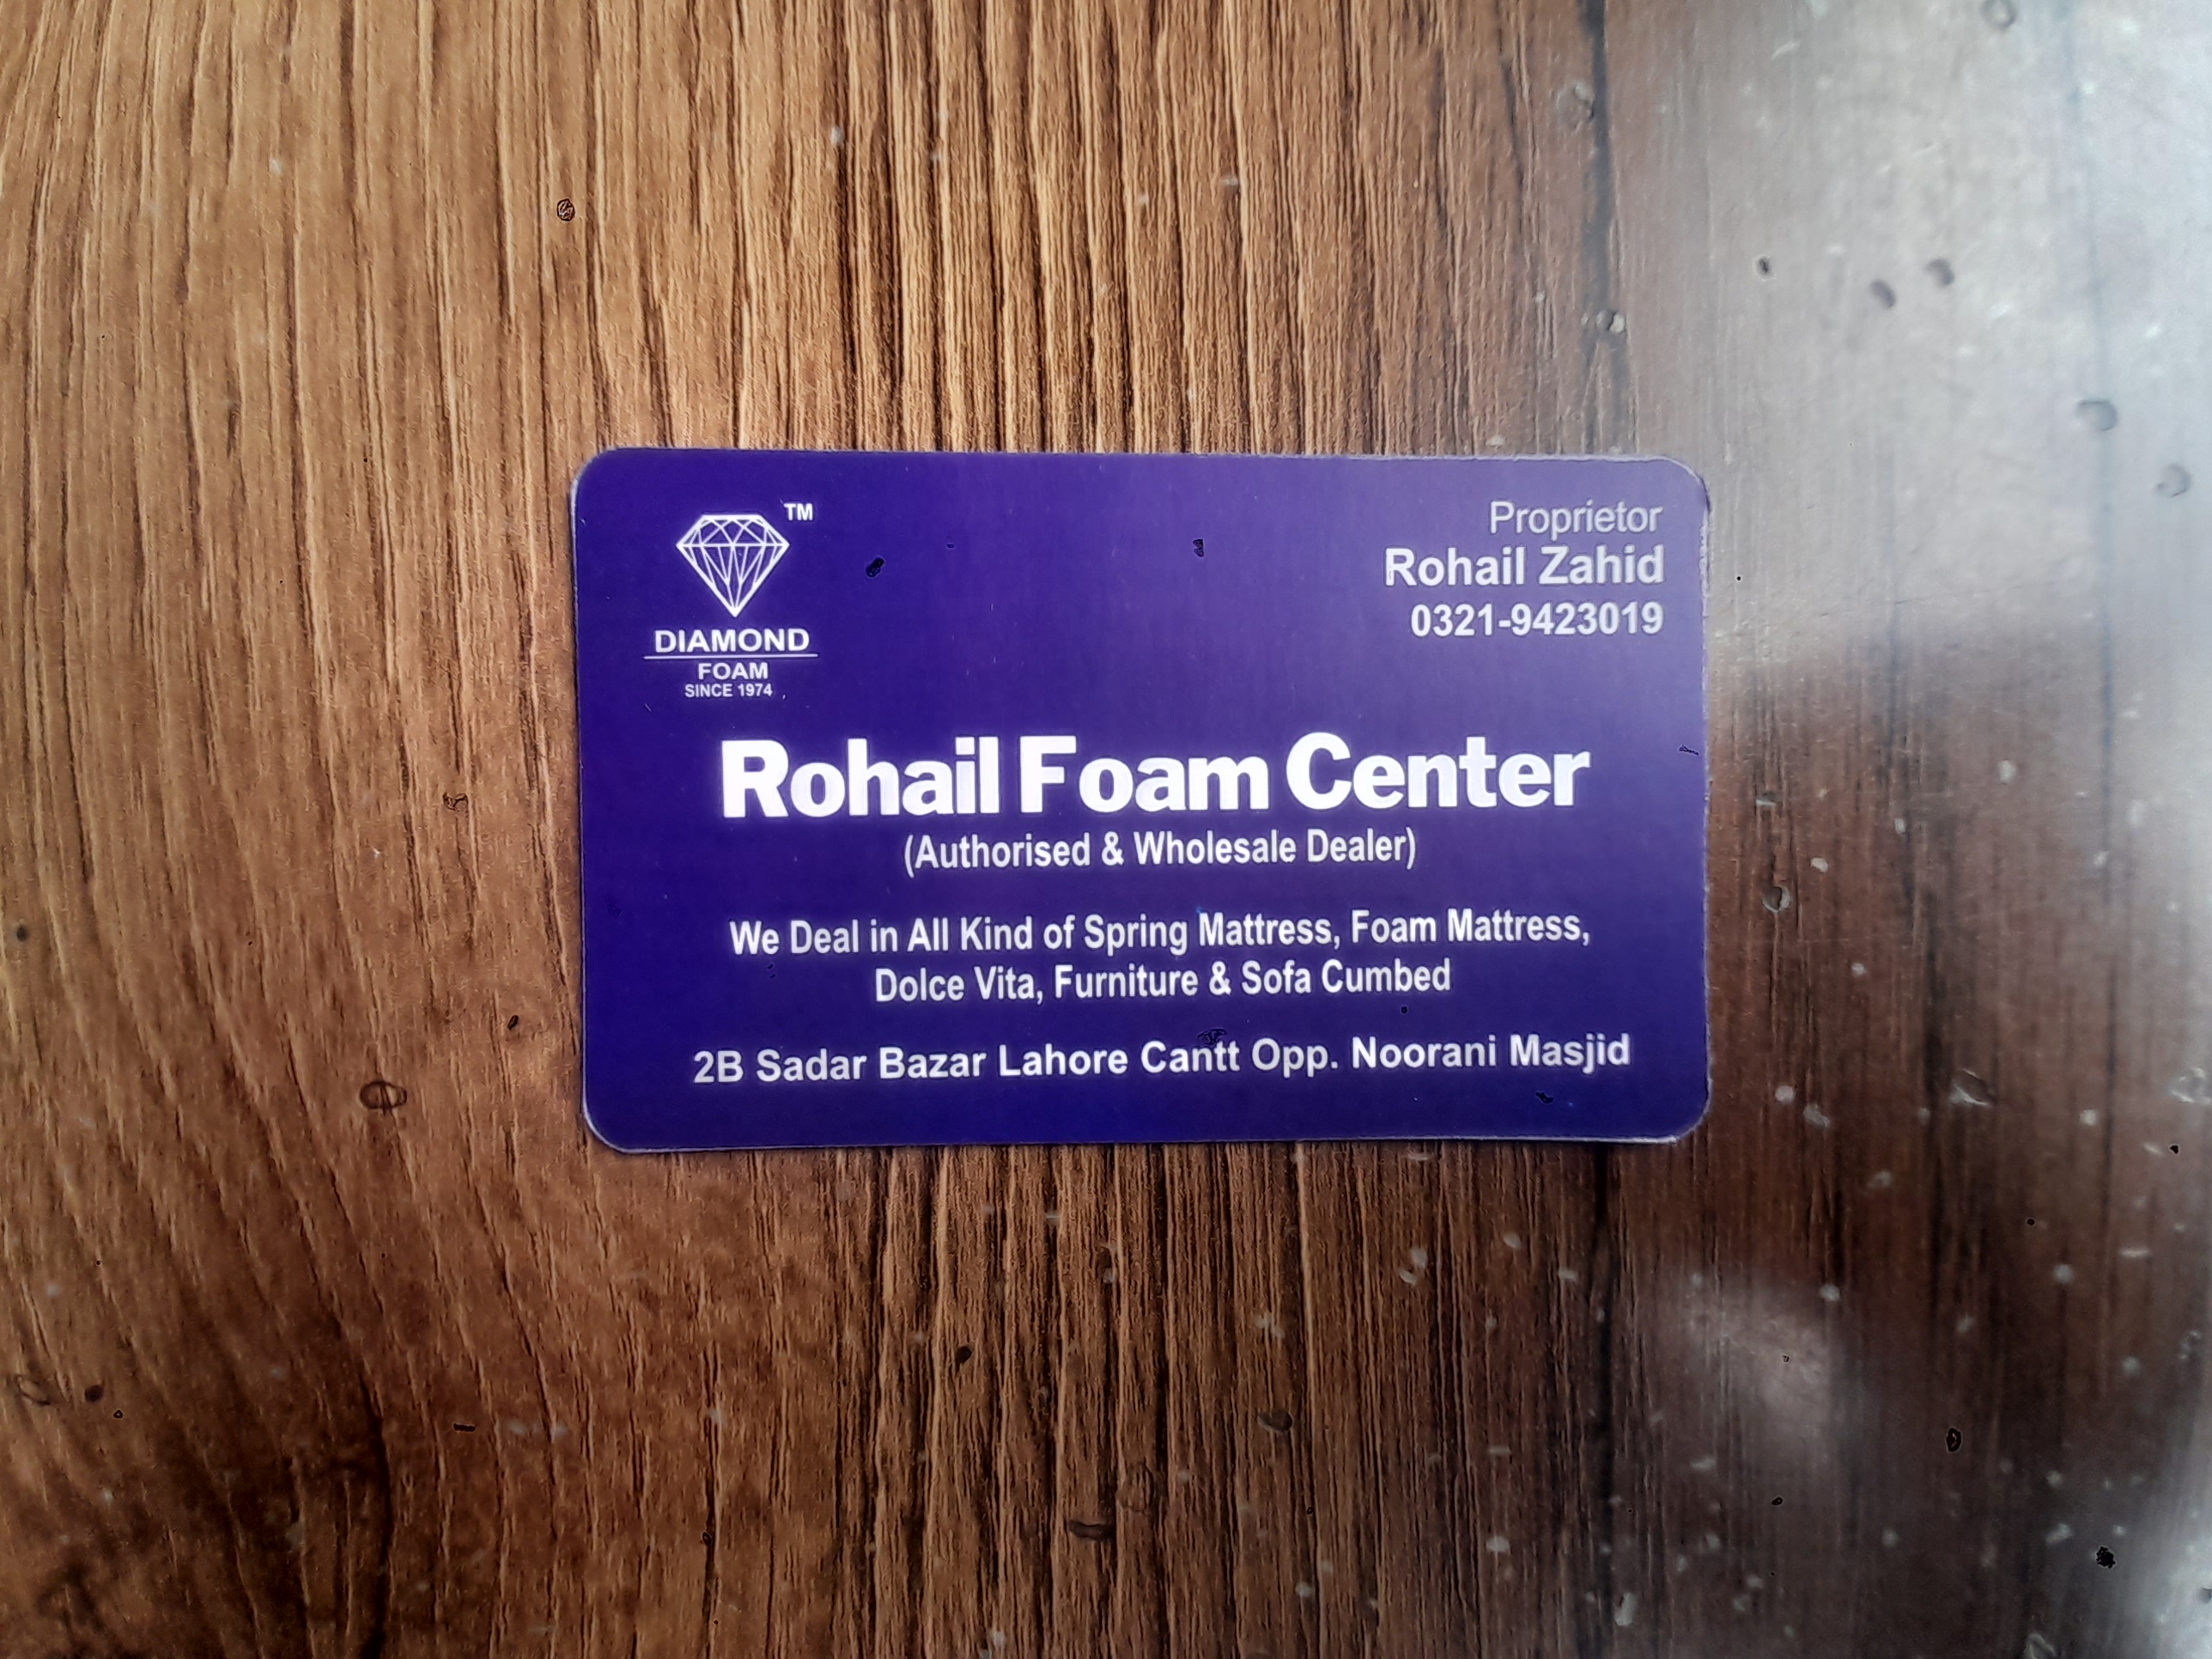 TM
DIAMOND
FOAM
SINCE 1974
Proprietor
Rohail Zahid
0321-9423019
Rohail Foam Center
(Authorised & Wholesale Dealer)
We Deal in All Kind of Spring Mattress, Foam Mattress,
Dolce Vita, Furniture & Sofa Cumbed
2B Sadar Bazar Lahore Cantt Opp. Noorani Masjid